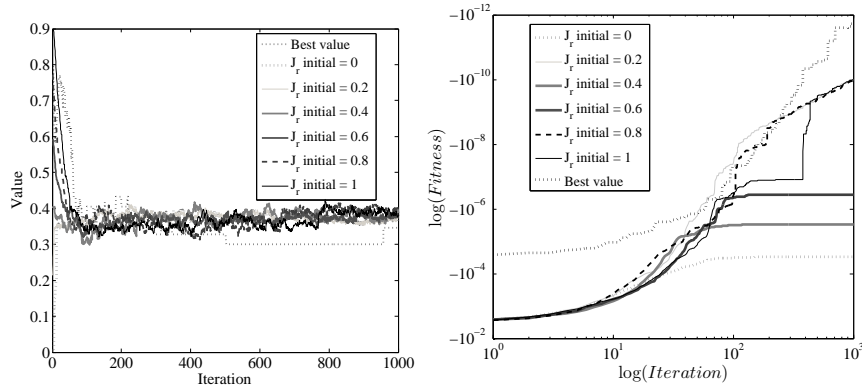 0.9
0.8
0.7
0.6
0.5
0.4
0.3
0.2
0.1
0
Value
0 200 400 600 800 1000
Iteration
Best value
J_r initial = 0
J_r initial = 0.2
J_r initial = 0.4
J_r initial = 0.6
J_r initial = 0.8
J_r initial = 1
-10^-12
-10^-10
-10^-8
-10^-6
-10^-4
-10^-2
log(Fitness)
10^0 10^1 10^2 10^3
log(Iteration)
J_r initial = 0
J_r initial = 0.2
J_r initial = 0.4
J_r initial = 0.6
J_r initial = 0.8
J_r initial = 1
Best value